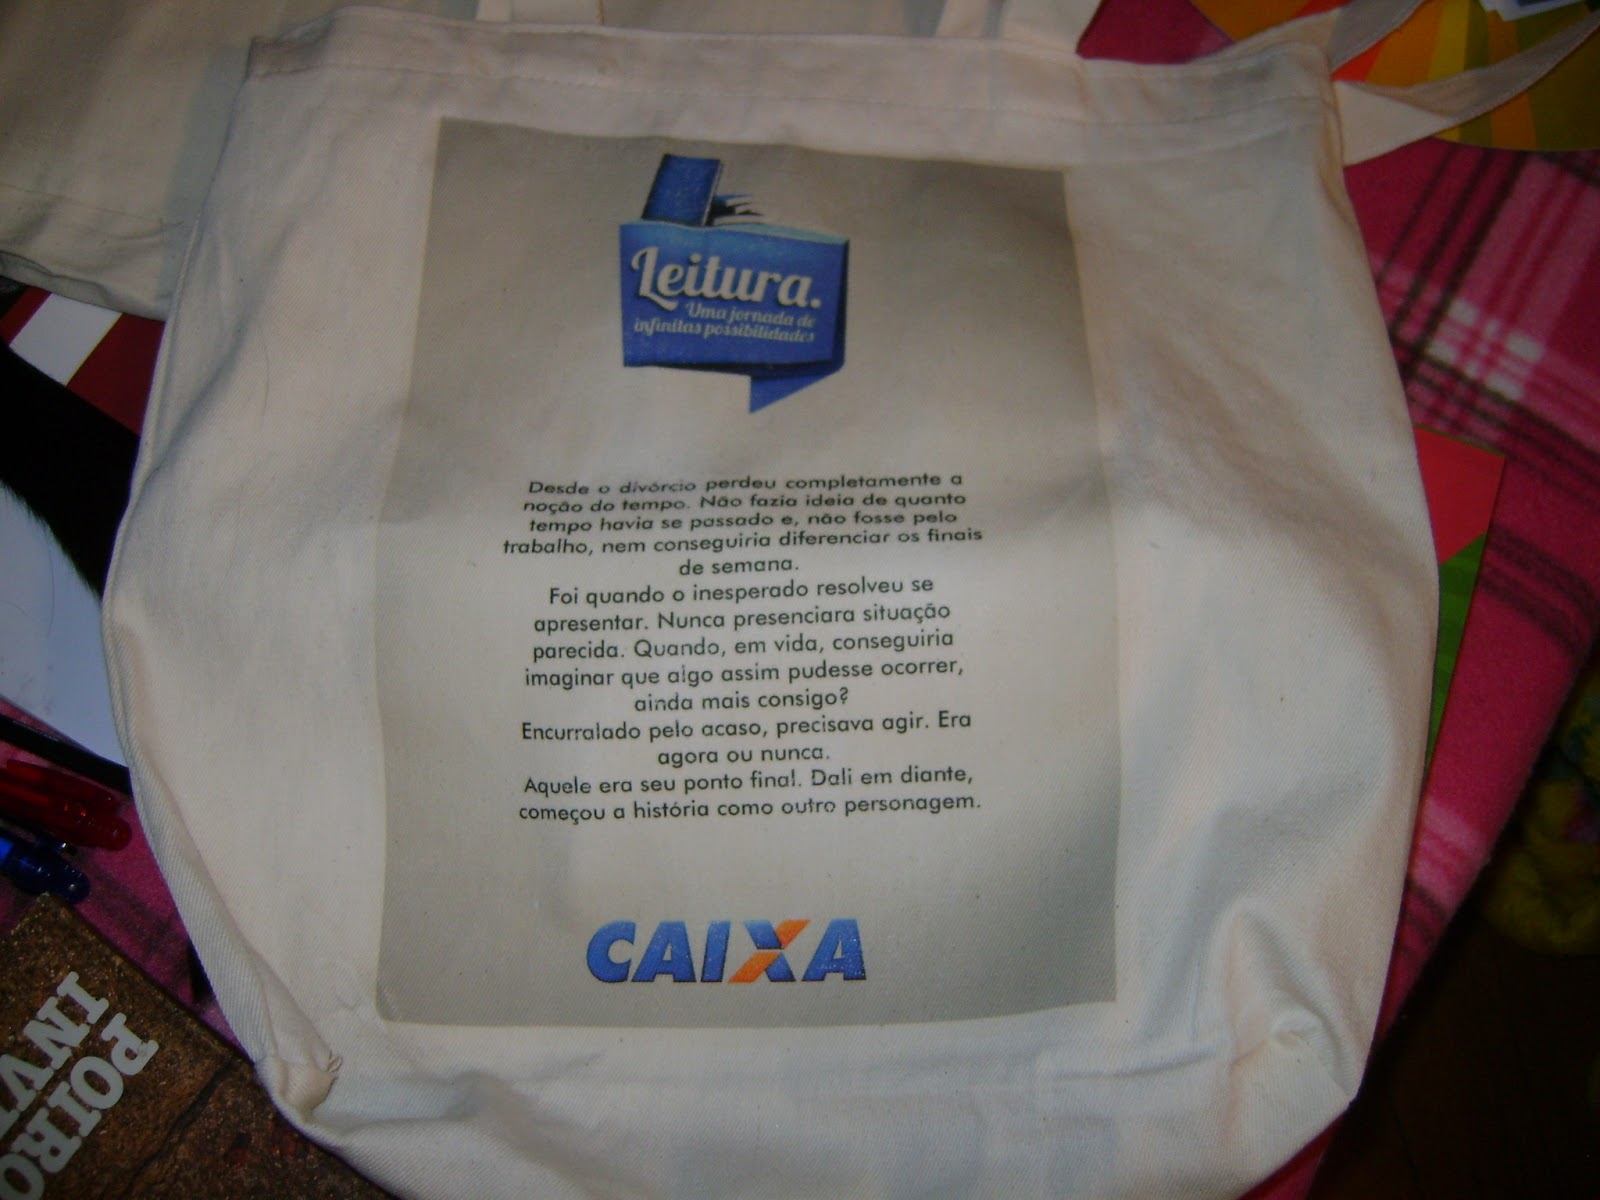 Leitura.
Uma jornada de
infinitas possibilidades
Desde o divórcio perdeu completamente a
noção do tempo. Não fazia ideia de quanto
tempo havia se passado e, não fosse pelo
trabalho, nem conseguiria diferenciar os finais
de semana.
Foi quando o inesperado resolveu se
apresentar. Nunca presenciara situação
parecida. Quando, em vida, conseguiria
imaginar que algo assim pudesse ocorrer,
ainda mais consigo?
Encurralado pelo acaso, precisava agir. Era
agora ou nunca.
Aquele era seu ponto final. Dali em diante,
começou a história como outro personagem.
CAIXA